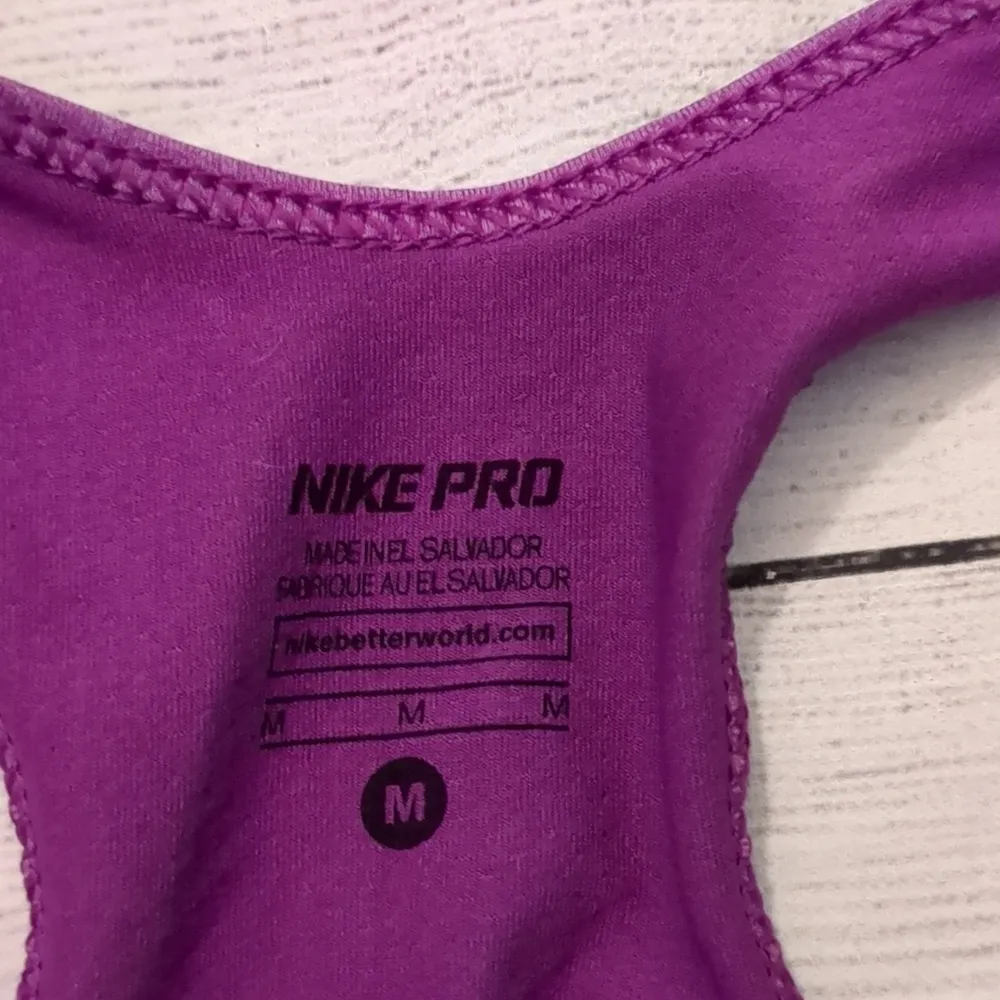 NIKE PRO
MADE IN EL SALVADOR
FABRIQUE AU EL SALVADOR
nikebetterworld.com
M M M
M